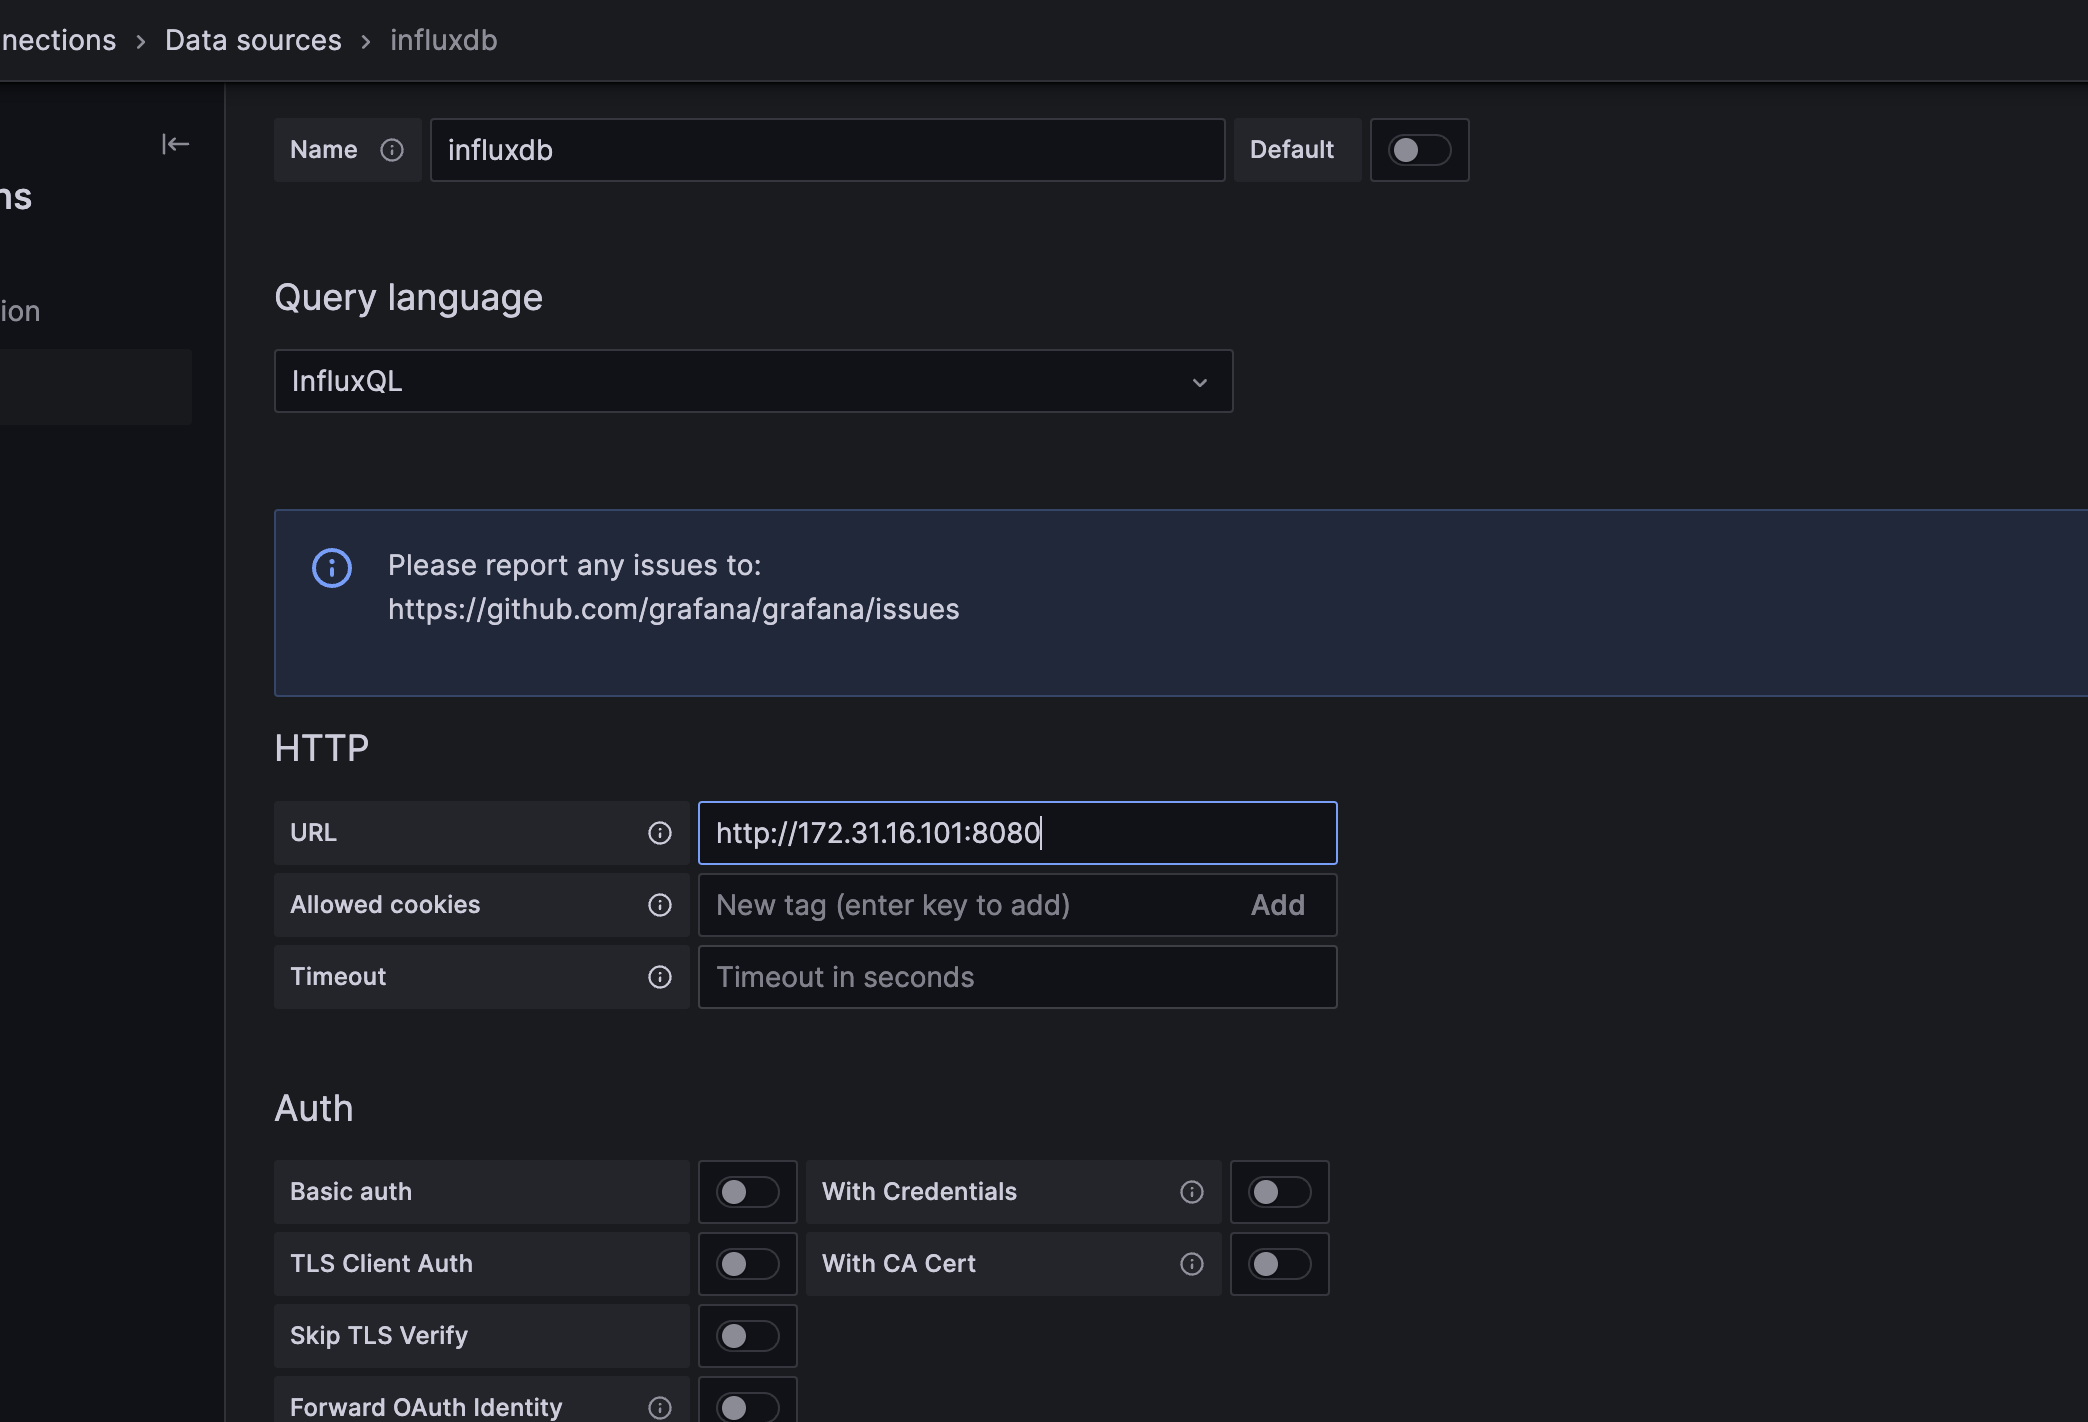 nections › Data sources › influxdb
Name influxdb Default
ns
Query language
ion
InfluxQL
Please report any issues to:
https://github.com/grafana/grafana/issues
HTTP
URL http://172.31.16.101:8080
Allowed cookies New tag (enter key to add) Add
Timeout Timeout in seconds
Auth
Basic auth With Credentials
TLS Client Auth With CA Cert
Skip TLS Verify
Forward OAuth Identity